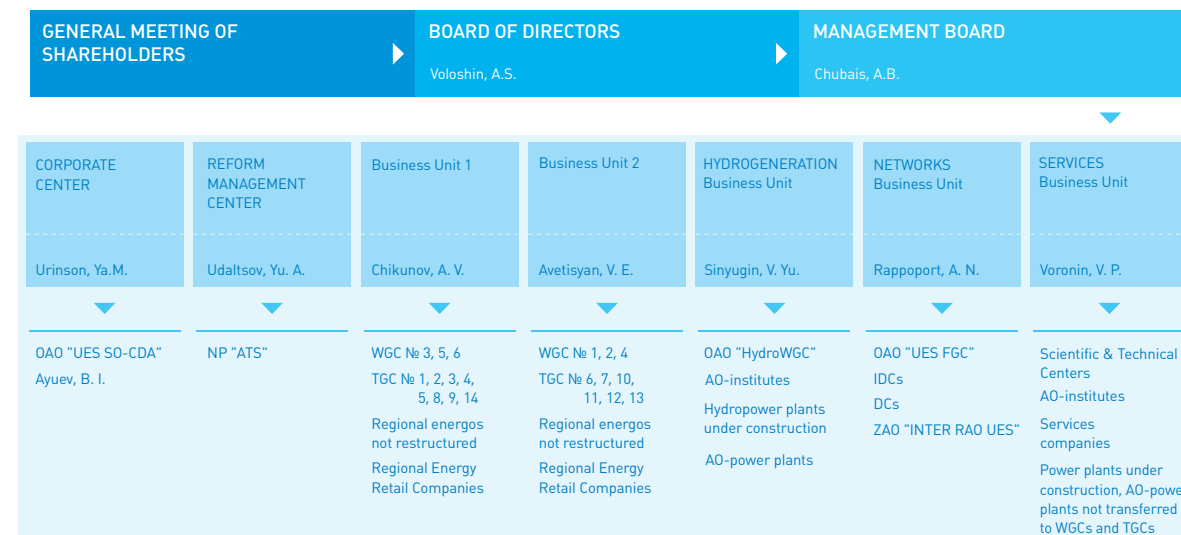 GENERAL MEETING OF
SHAREHOLDERS
BOARD OF DIRECTORS
Voloshin, A.S.
MANAGEMENT BOARD
Chubais, A.B.
CORPORATE
CENTER
Urinson, Ya.M.
REFORM
MANAGEMENT
CENTER
Udaltsov, Yu. A.
Business Unit 1
Chikunov, A. V.
Business Unit 2
Avetisyan, V. E.
HYDROGENERATION
Business Unit
Sinyugin, V. Yu.
NETWORKS
Business Unit
Rappoport, A. N.
SERVICES
Business Unit
Voronin, V. P.
OAO "UES SO-CDA"
Ayuev, B. I.
NP "ATS"
WGC № 3, 5, 6
TGC № 1, 2, 3, 4,
5, 8, 9, 14
Regional energos
not restructured
Regional Energy
Retail Companies
WGC № 1, 2, 4
TGC № 6, 7, 10,
11, 12, 13
Regional energos
not restructured
Regional Energy
Retail Companies
OAO "HydroWGC"
AO-institutes
Hydropower plants
under construction
AO-power plants
OAO "UES FGC"
IDCs
DCs
ZAO "INTER RAO UES"
Scientific & Technical
Centers
AO-institutes
Services
companies
Power plants under
construction, AO-powe
plants not transferred
to WGCs and TGCs